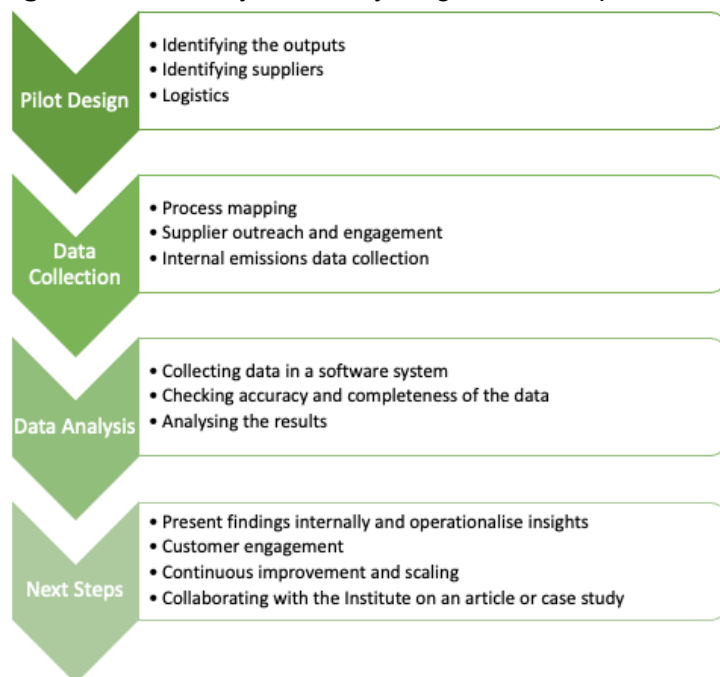 Pilot Design
• Identifying the outputs
• Identifying suppliers
• Logistics
Data
Collection
• Process mapping
• Supplier outreach and engagement
• Internal emissions data collection
Data Analysis
• Collecting data in a software system
• Checking accuracy and completeness of the data
• Analysing the results
Next Steps
• Present findings internally and operationalise insights
• Customer engagement
• Continuous improvement and scaling
• Collaborating with the Institute on an article or case study